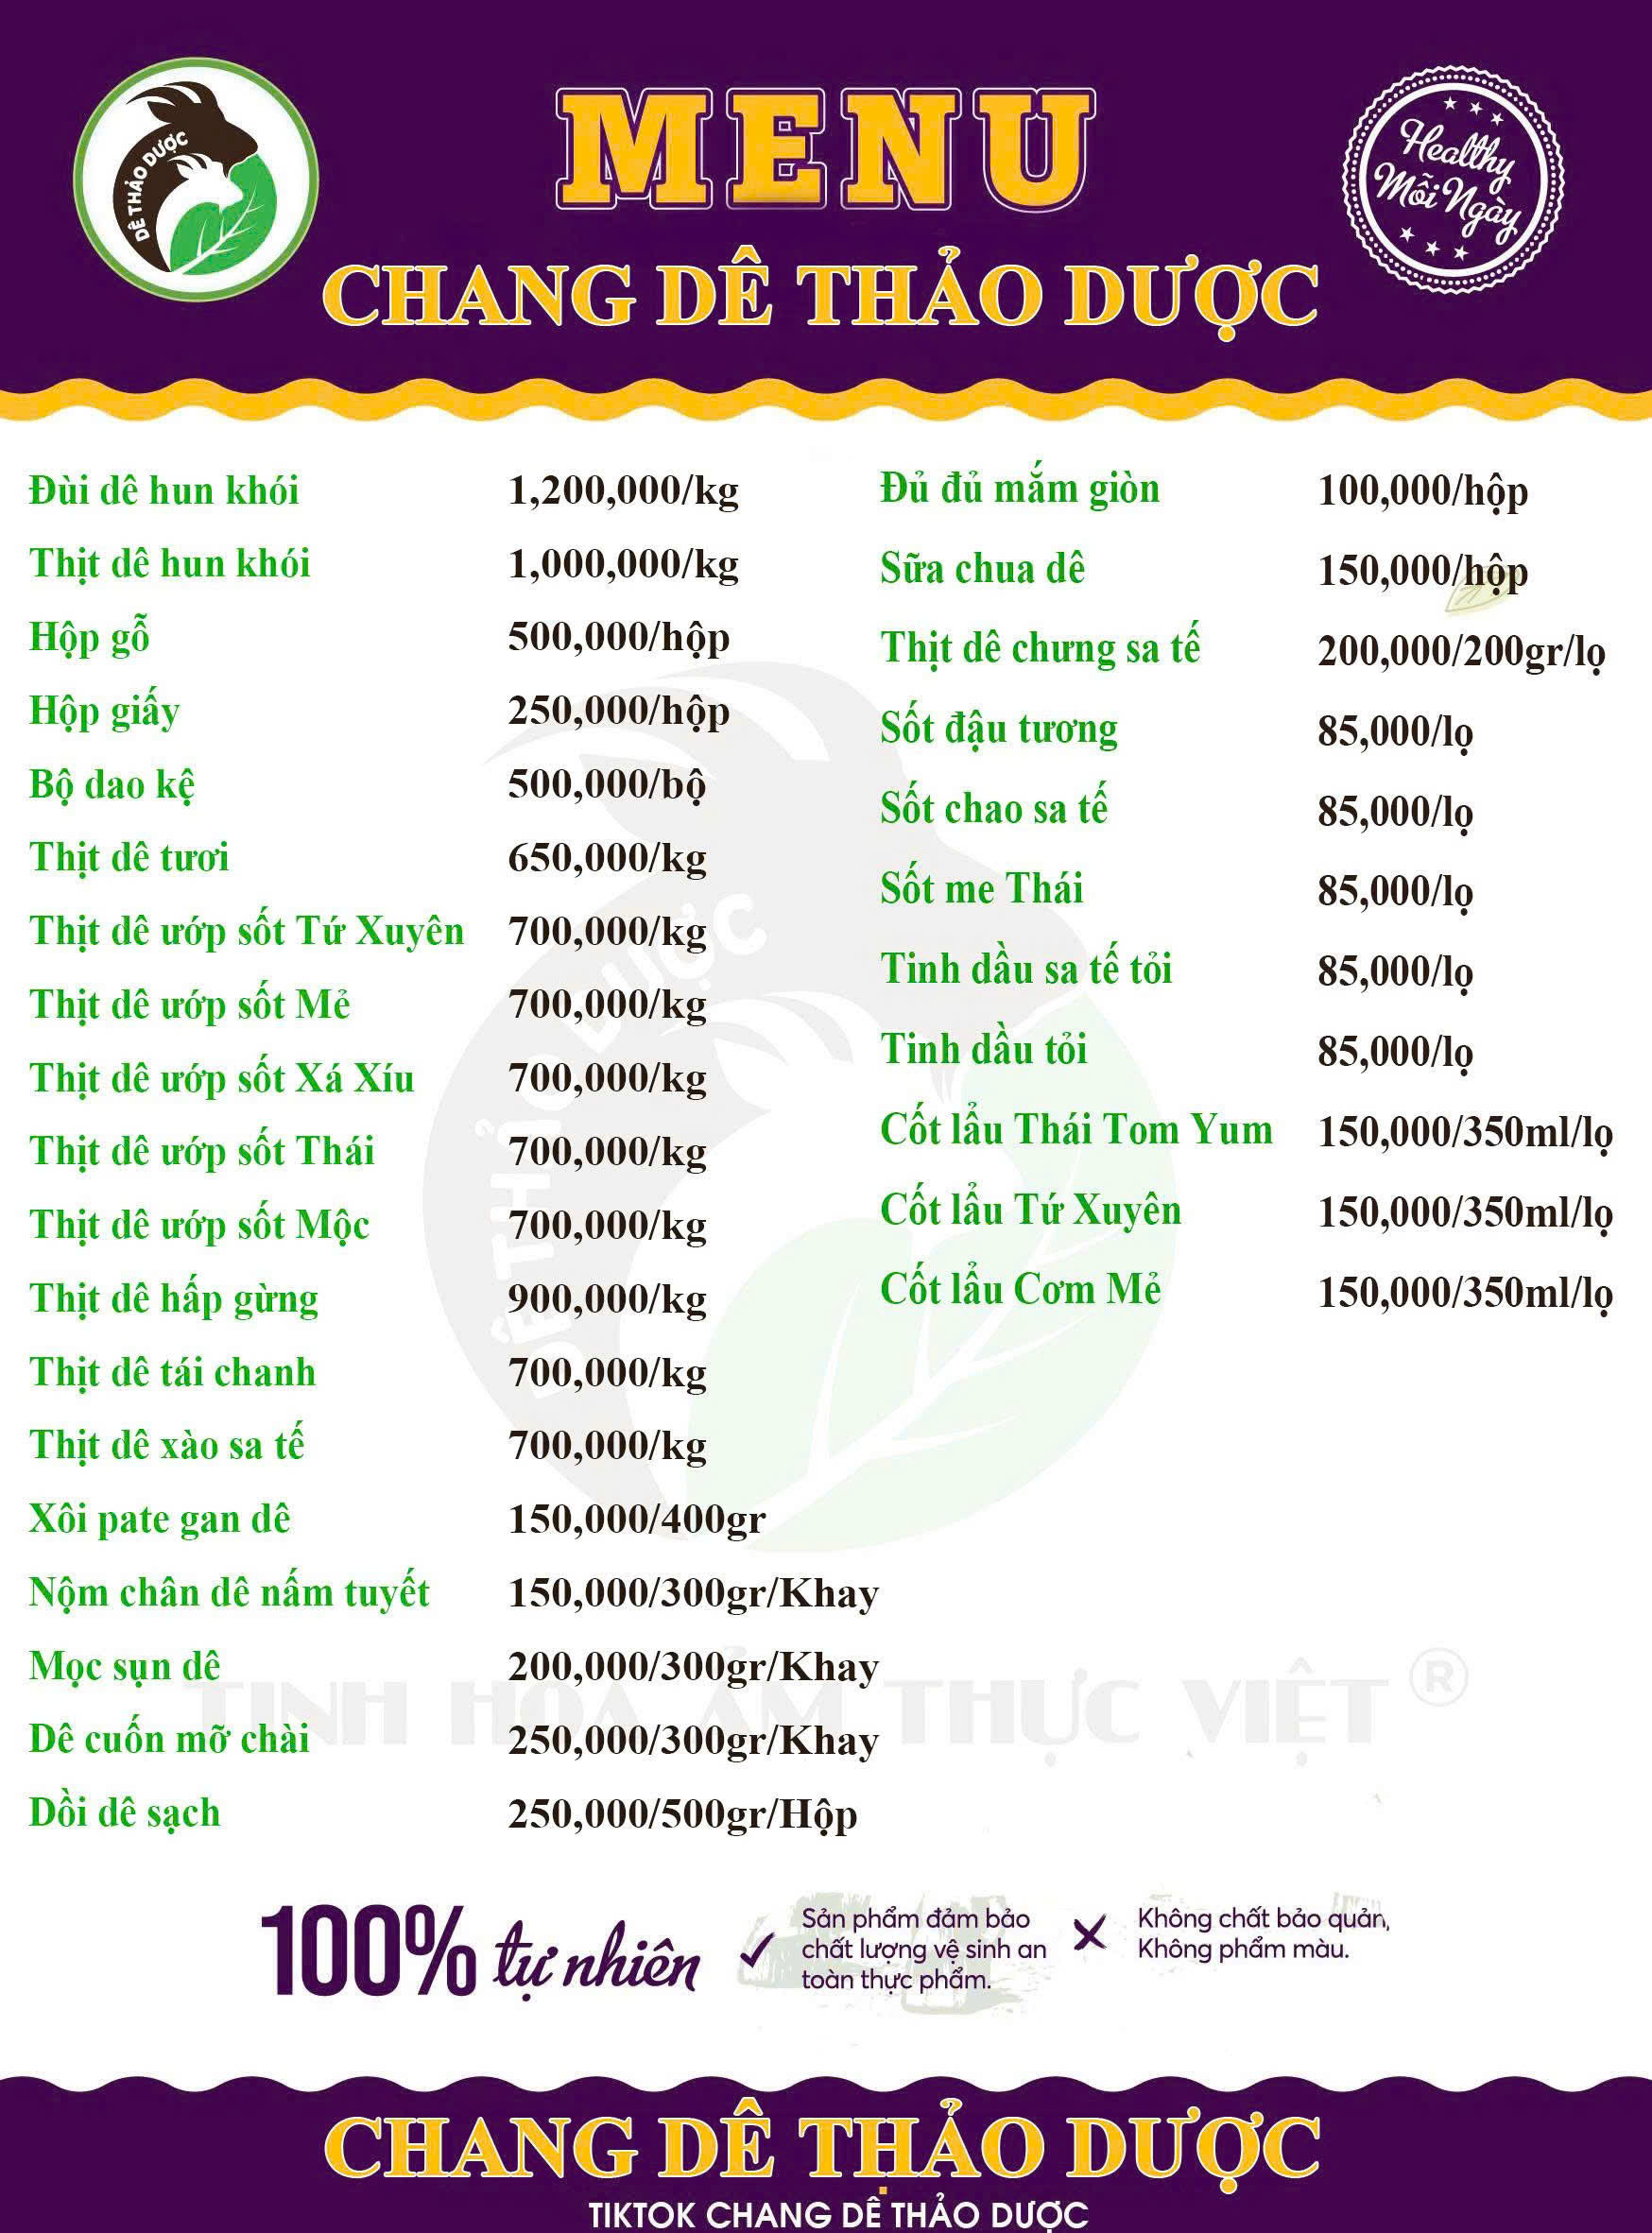 DÊ THẢO DƯỢC
MENU
Healthy
Mỗi Ngày
CHANG DÊ THẢO DƯỢC
Đùi dê hun khói 1,200,000/kg
Thịt dê hun khói 1,000,000/kg
Hộp gỗ 500,000/hộp
Hộp giấy 250,000/hộp
Bộ dao kệ 500,000/bộ
Thịt dê tươi 650,000/kg
Thịt dê ướp sốt Tứ Xuyên 700,000/kg
Thịt dê ướp sốt Mẻ 700,000/kg
Thịt dê ướp sốt Xá Xíu 700,000/kg
Thịt dê ướp sốt Thái 700,000/kg
Thịt dê ướp sốt Mộc 700,000/kg
Thịt dê hấp gừng 900,000/kg
Thịt dê tái chanh 700,000/kg
Thịt dê xào sa tế 700,000/kg
Xôi pate gan dê 150,000/400gr
Nộm chân dê nấm tuyết 150,000/300gr/Khay
Mọc sụn dê 200,000/300gr/Khay
Dê cuốn mỡ chài 250,000/300gr/Khay
Dồi dê sạch 250,000/500gr/Hộp
Đủ đủ mắm giòn 100,000/hộp
Sữa chua dê 150,000/hộp
Thịt dê chưng sa tế 200,000/200gr/lọ
Sốt đậu tương 85,000/lọ
Sốt chao sa tế 85,000/lọ
Sốt me Thái 85,000/lọ
Tinh dầu sa tế tỏi 85,000/lọ
Tinh dầu tỏi 85,000/lọ
Cốt lẩu Thái Tom Yum 150,000/350ml/lọ
Cốt lẩu Tứ Xuyên 150,000/350ml/lọ
Cốt lẩu Cơm Mẻ 150,000/350ml/lọ
DÊ THẢO DƯỢC
TINH HOA ẨM THỰC VIỆT ®
100% tự nhiên
Sản phẩm đảm bảo
chất lượng vệ sinh an
toàn thực phẩm.
Không chất bảo quản,
Không phẩm màu.
CHANG DÊ THẢO DƯỢC
TIKTOK CHANG DÊ THẢO DƯỢC